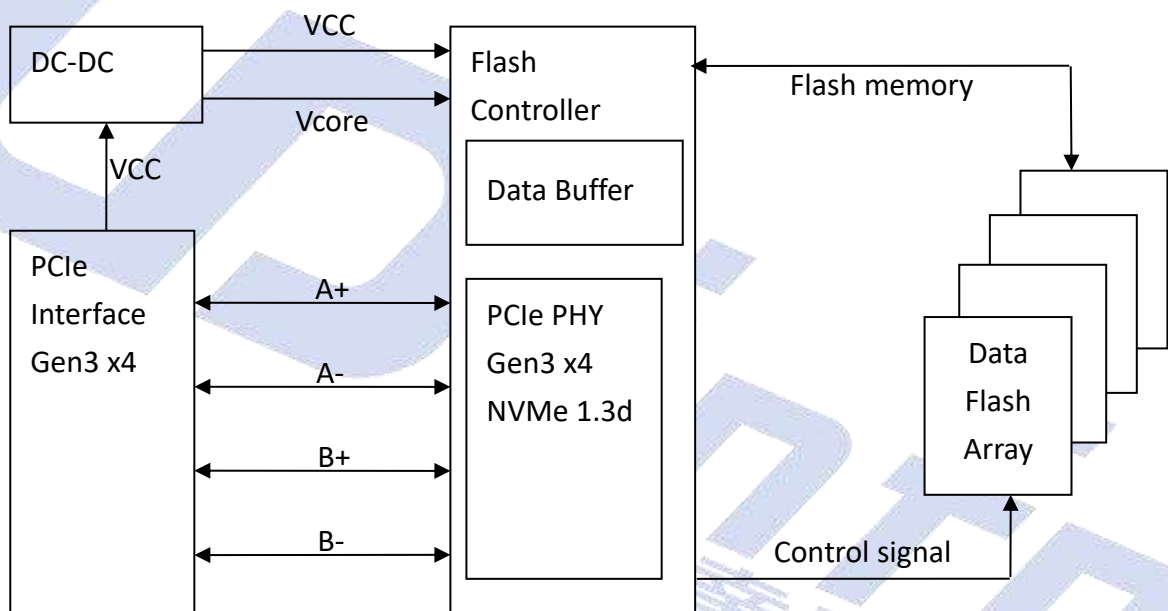 VCC
DC-DC
Flash
Controller
Flash memory
Vcore
VCC
Data Buffer
PCIe
Interface
Gen3 x4
A+
PCIe PHY
Gen3 x4
NVMe 1.3d
A-
Data
Flash
Array
B+
B-
Control signal